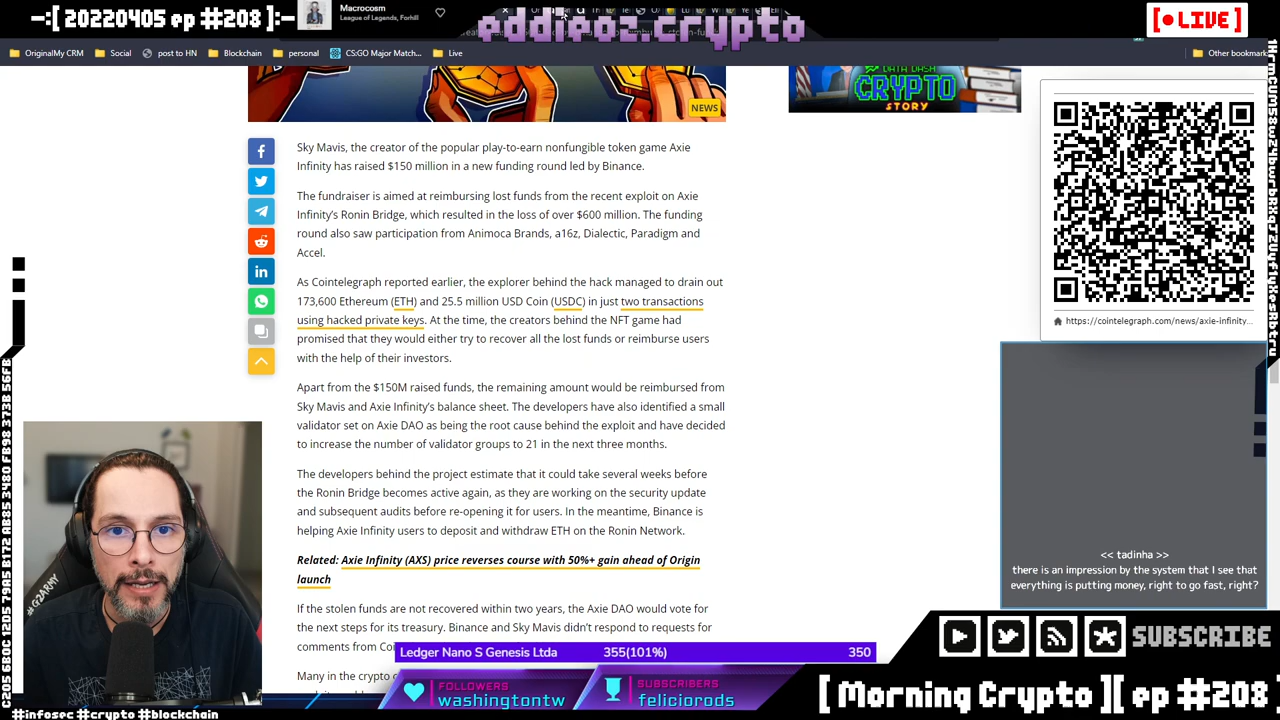 -:[ 20220405 ep #208 ]:-
Macrocosm
League of Legends, Forhill
eddieoz.crypto
[● LIVE]
OriginalMy CRM
Social
post to HN
Blockchain
personal
CS:GO Major Match...
Live
Other bookmark
NEWS
DATA DASH
CRYPTO
STORY
Sky Mavis, the creator of the popular play-to-earn nonfungible token game Axie
Infinity has raised $150 million in a new funding round led by Binance.
The fundraiser is aimed at reimbursing lost funds from the recent exploit on Axie
Infinity's Ronin Bridge, which resulted in the loss of over $600 million. The funding
round also saw participation from Animoca Brands, a16z, Dialectic, Paradigm and
Accel.
As Cointelegraph reported earlier, the explorer behind the hack managed to drain out
173,600 Ethereum (ETH) and 25.5 million USD Coin (USDC) in just two transactions
using hacked private keys. At the time, the creators behind the NFT game had
promised that they would either try to recover all the lost funds or reimburse users
with the help of their investors.
Apart from the $150M raised funds, the remaining amount would be reimbursed from
Sky Mavis and Axie Infinity's balance sheet. The developers have also identified a small
validator set on Axie DAO as being the root cause behind the exploit and have decided
to increase the number of validator groups to 21 in the next three months.
The developers behind the project estimate that it could take several weeks before
the Ronin Bridge becomes active again, as they are working on the security update
and subsequent audits before re-opening it for users. In the meantime, Binance is
helping Axie Infinity users to deposit and withdraw ETH on the Ronin Network.
Related: Axie Infinity (AXS) price reverses course with 50%+ gain ahead of Origin
launch
If the stolen funds are not recovered within two years, the Axie DAO would vote for
the next steps for its treasury. Binance and Sky Mavis didn't respond to requests for
comments from
Many in the crypto
https://cointelegraph.com/news/axie-infinity...
<< tadinha >>
there is an impression by the system that I see that
everything is putting money, right to go fast, right?
Ledger Nano S Genesis Ltda 355(101%) 350
FOLLOWERS
washingtontw
SUBSCRIBERS
feliciorods
SUBSCRIBE
[ Morning Crypto ][ ep #208 ]
#infosec #crypto #blockchain